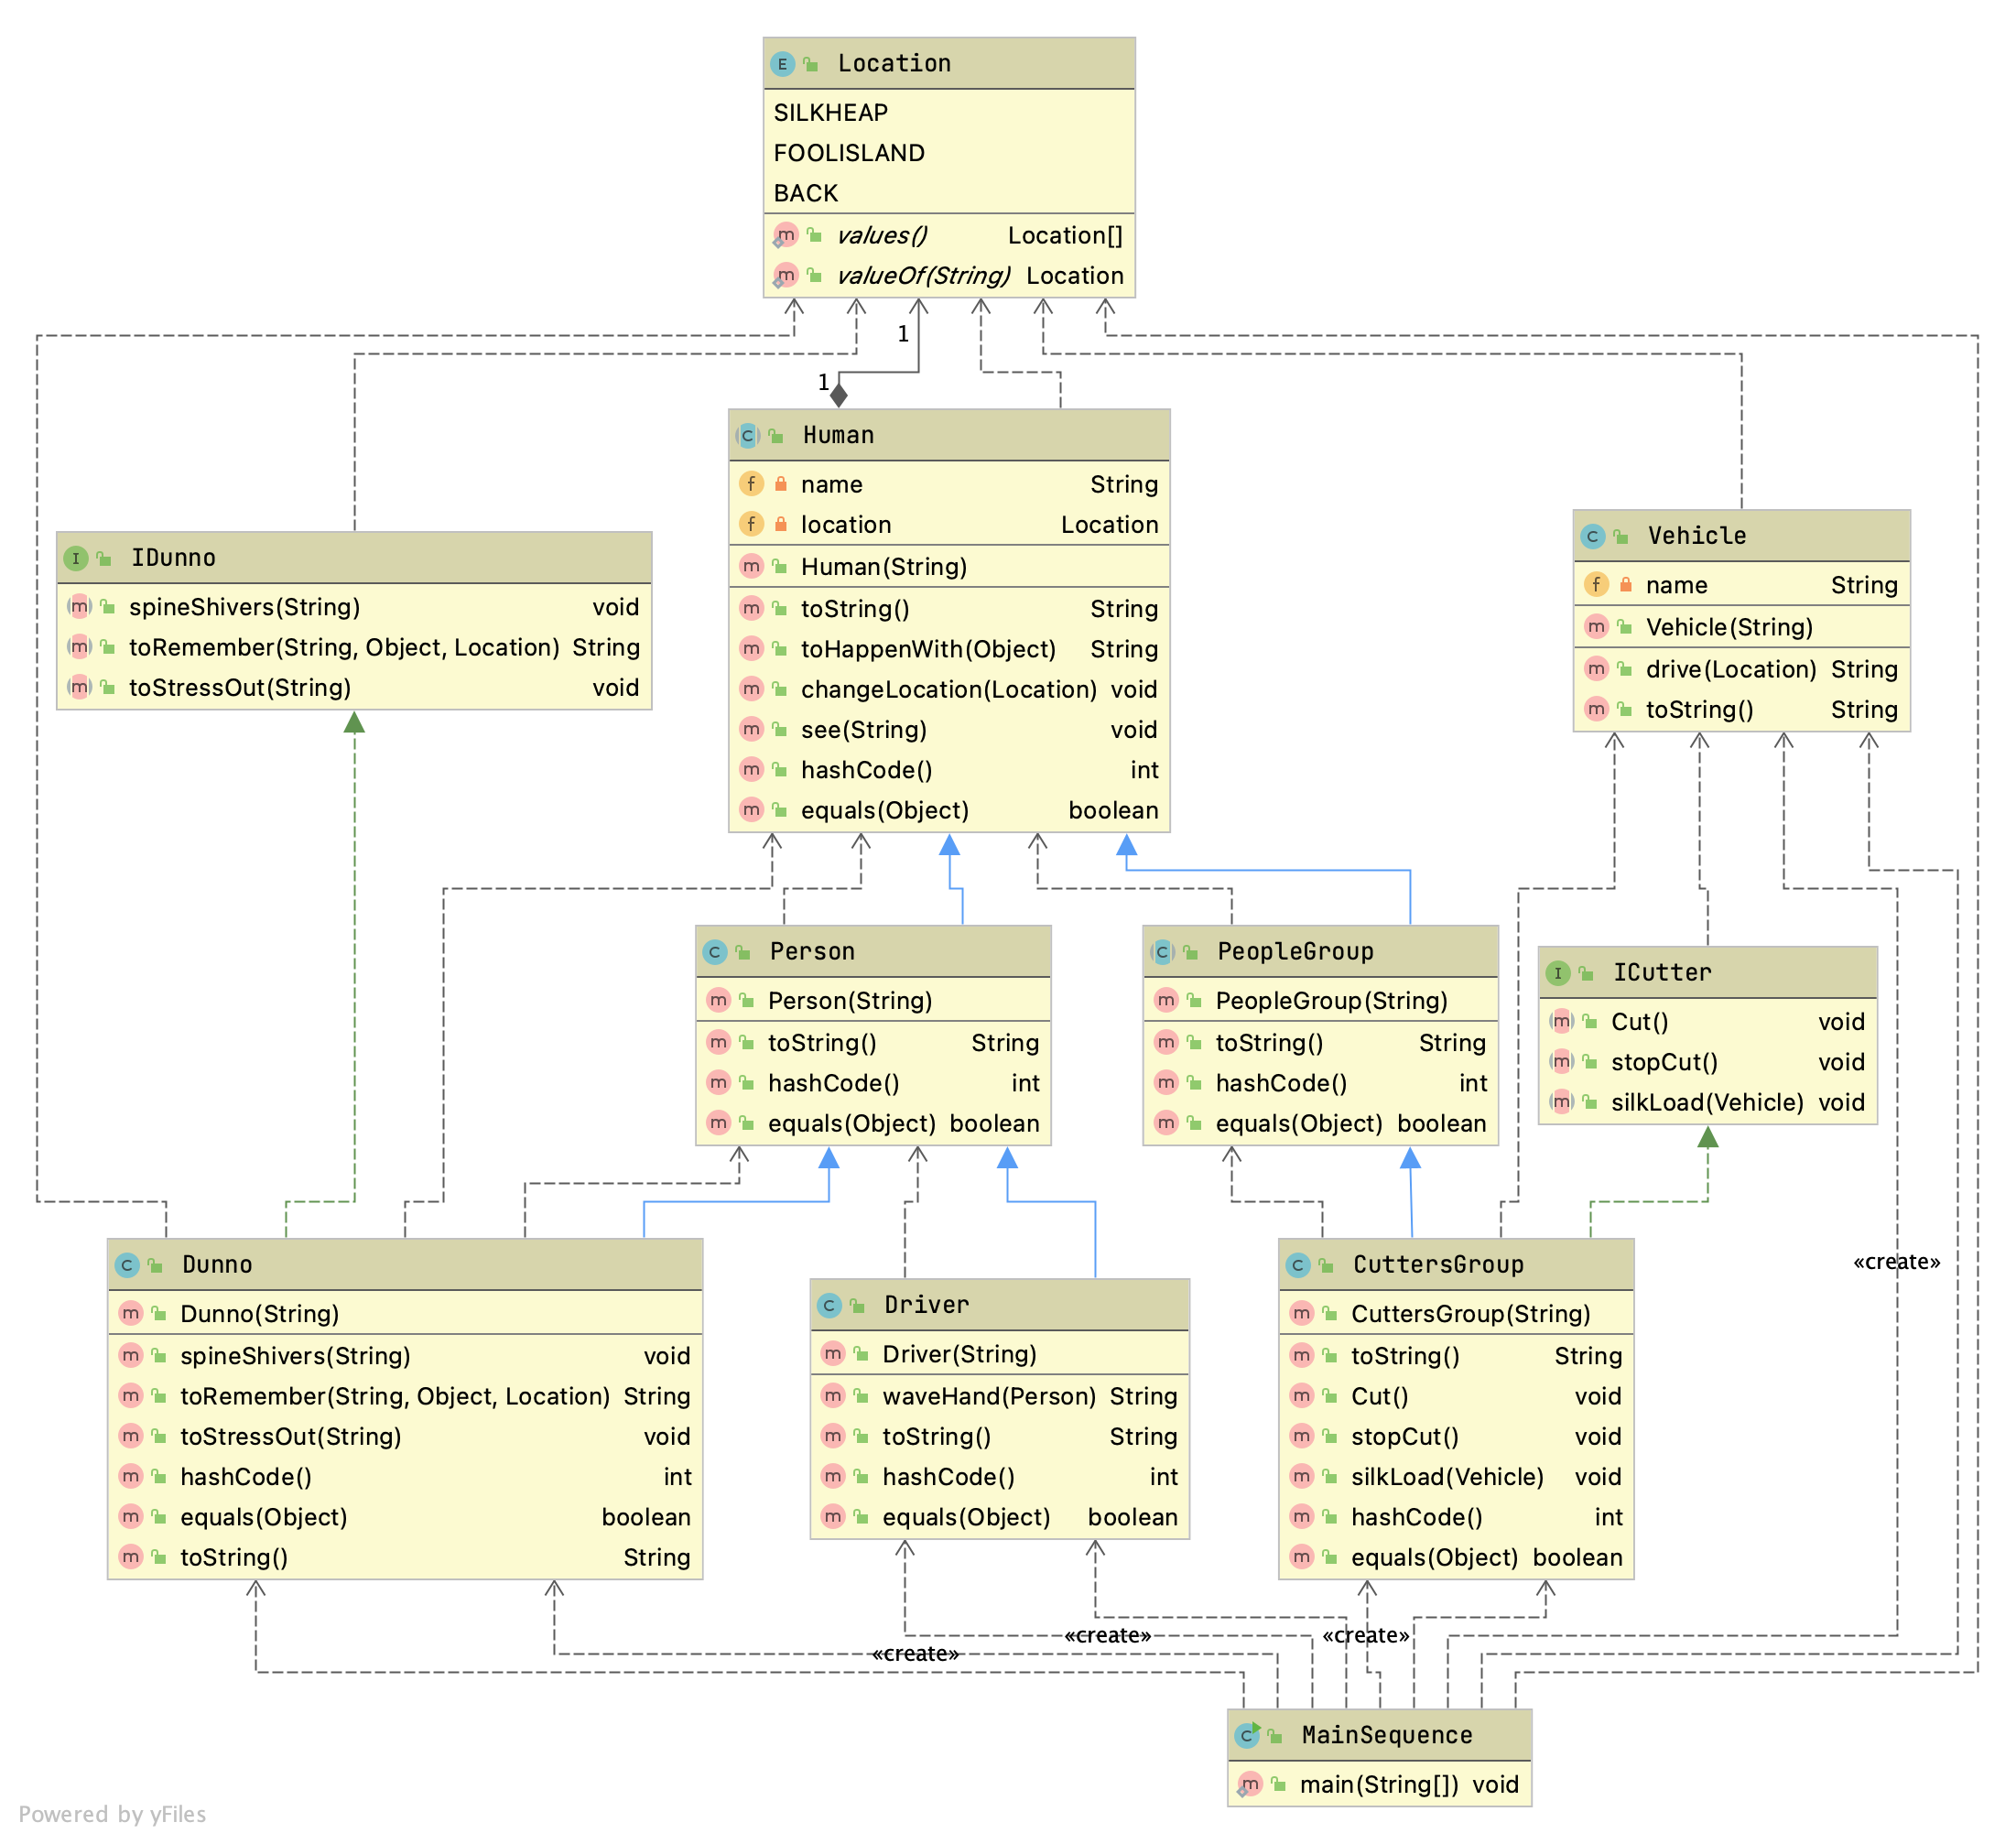 E Location
SILKHEAP
FOOLISLAND
BACK
m values() Location[]
m valueOf(String) Location
1
1
C Human
f name String
f location Location
m Human(String)
m toString() String
m toHappenWith(Object) String
m changeLocation(Location) void
m see(String) void
m hashCode() int
m equals(Object) boolean
I IDunno
m spineShivers(String) void
m toRemember(String, Object, Location) String
m toStressOut(String) void
C Vehicle
f name String
m Vehicle(String)
m drive(Location) String
m toString() String
C Person
m Person(String)
m toString() String
m hashCode() int
m equals(Object) boolean
C PeopleGroup
m PeopleGroup(String)
m toString() String
m hashCode() int
m equals(Object) boolean
I ICutter
m Cut() void
m stopCut() void
m silkLoad(Vehicle) void
C Dunno
m Dunno(String)
m spineShivers(String) void
m toRemember(String, Object, Location) String
m toStressOut(String) void
m hashCode() int
m equals(Object) boolean
m toString() String
C Driver
m Driver(String)
m waveHand(Person) String
m toString() String
m hashCode() int
m equals(Object) boolean
C CuttersGroup
m CuttersGroup(String)
m toString() String
m Cut() void
m stopCut() void
m silkLoad(Vehicle) void
m hashCode() int
m equals(Object) boolean
«create»
«create»
«create»
«create»
C MainSequence
m main(String[]) void
Powered by yFiles